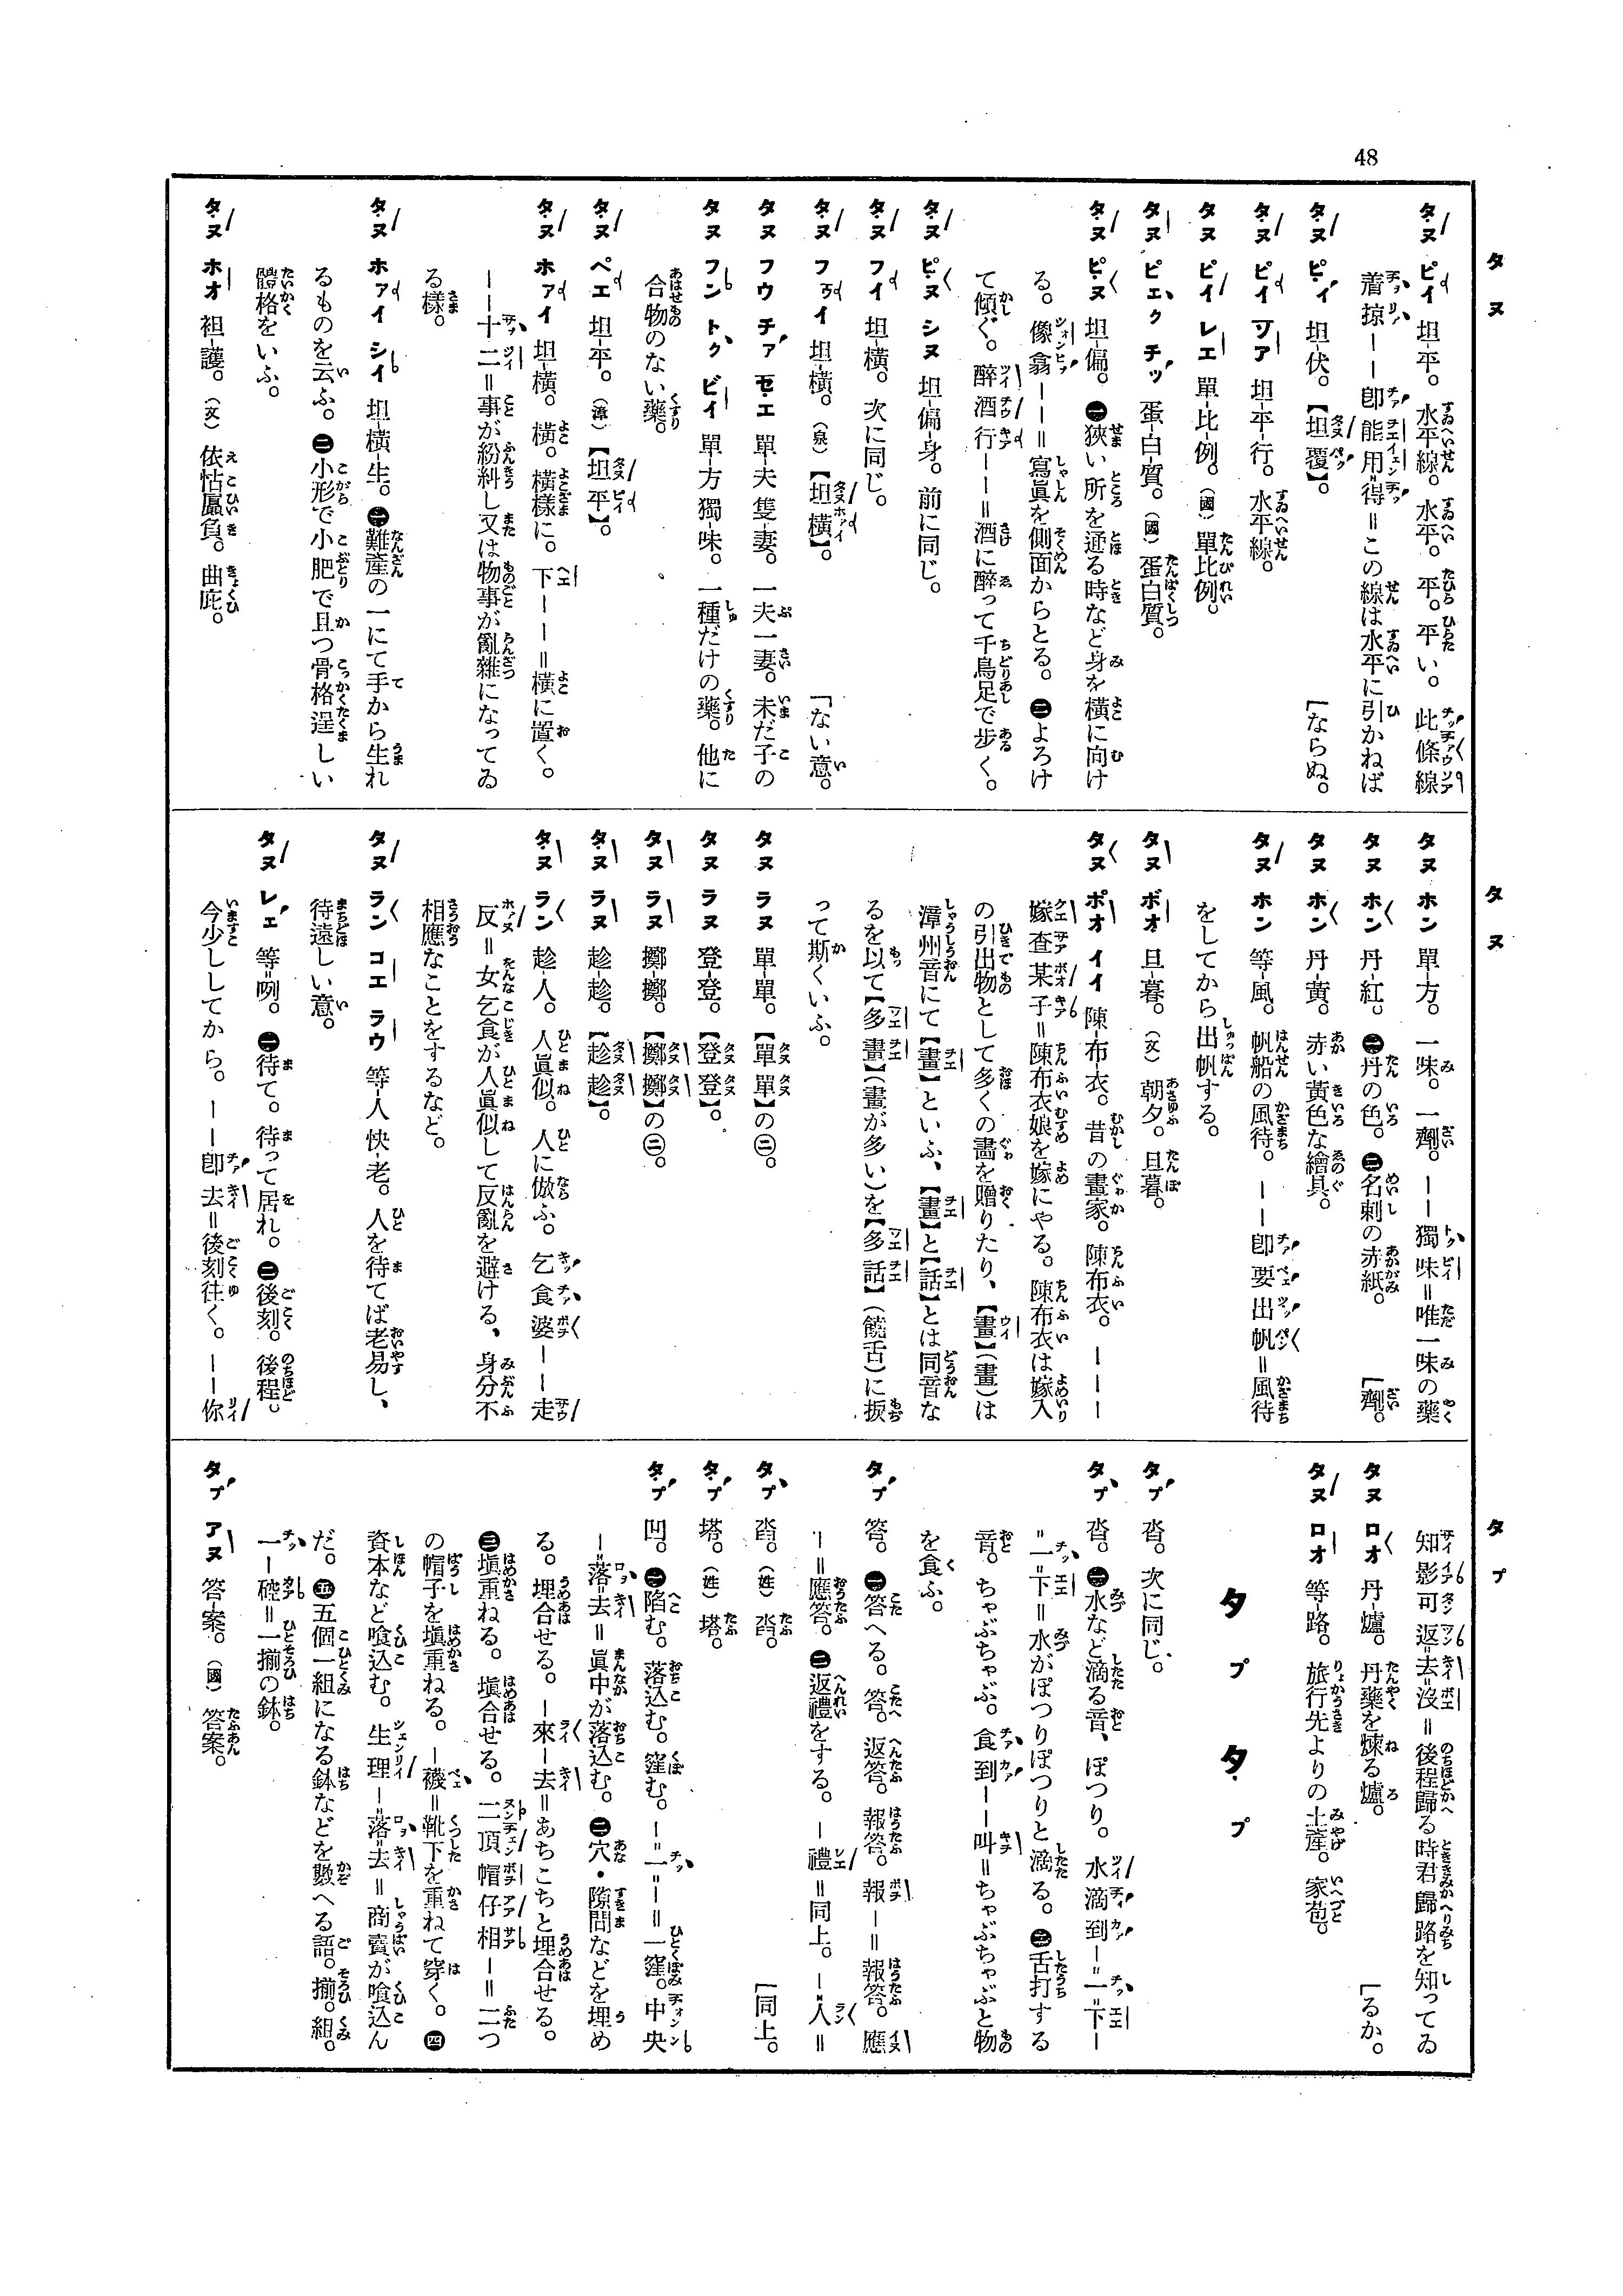 48
タヌ
タヌ ピイ 坦-平。水平線。水平。平。平い。此 條 線
著 掠——卽 能 用=得＝この線は水平に引かねば
タヌ ピイ 坦-伏。【坦覆】。　［ならぬ。
タヌ ピイ 坦-平-行。水平線。
タヌ ピイ レエ 單-比-例。（國）單比例。
タヌ ピエク チッ 蛋-白-質。（國）蛋白質。
タヌ ピヌ 坦-偏。㊀狹い所を通る時など身を橫に向け
る。像 翕——＝寫眞を側面からとる。㊁よろけ
て傾ぐ。醉 酒 行——＝酒に醉って千鳥足で步く。
タヌ ピヌ シヌ 坦-偏-身。前に同じ。
タヌ フイ 坦-橫。次に同じ。
タヌ フアイ 坦-橫。（泉）【坦橫】。　「ない意。
タヌ フウ チァ セエ 單-夫 隻-妻。一夫一妻。未だ子の
タヌ フン トク ビイ 單-方 獨-味。一種だけの藥。他に
合物のない藥。
タヌ ペエ 坦-平。（漳）【坦平】。
タヌ ホァイ 坦-橫。橫。橫樣に。下——＝橫に置く。
——十 二＝事が紛糾し又は物事が亂雜になってゐ
る樣。
タヌ ホァイ シイ 坦-橫-生。㊀難產の一にて手から生れ
るものを云ふ。㊁小形で小肥で且つ骨格逞しい
體格をいふ。
タヌ ホオ 袒-護。（文）依怙贔負。曲庇。
タヌ
タヌ ホン 單-方。一味。一劑。——獨 味＝唯一味の藥
タヌ ホン 丹-紅。㊀丹の色。㊁名刺の赤紙。　［劑。
タヌ ホン 丹-黃。赤い黃色な繪具。
タヌ ホン 等-風。帆船の風待。——卽 要 出 帆＝風待
をしてから出帆する。
タヌ ボオ 旦-暮。（文）朝夕。旦暮。
タヌ ポオ イイ 陳-布-衣。昔の畫家。陳布衣。———
嫁 查 某 子＝陳布衣娘を嫁にやる。陳布衣は嫁入
の引出物として多くの畵を贈りたり、【畫】（畫）は
漳州音にて【畫】といふ、【畫】と【話】とは同音な
るを以て【多 畫】（畫が多い）を【多 話】（饒舌）に捩
って斯くいふ。
タヌ ラヌ 單-單。【單 單】の㊁。
タヌ ラヌ 登-登。【登 登】。
タヌ ラヌ 擲-擲。【擲 擲】の㊁。
タヌ ラヌ 趁-趁。【趁 趁】。
タヌ ラン 趁-人。人眞似。人に倣ふ。乞 食 婆——走
反＝女乞食が人眞似して反亂を避ける、身分不
相應なことをするなど。
タヌ ラン コエ ラウ 等-人 快-老。人を待てば老易し、
待遠しい意。
タヌ レエ 等=咧。㊀待て。待って居れ。㊁後刻。後程。
今少ししてから。——卽 去＝後刻往く。——你
タプ
知 影 可 返=去=沒＝後程歸る時君歸路を知ってゐ
タヌ ロオ 丹-爐。丹藥を煉る爐。　［るか。
タヌ ロオ 等-路。旅行先よりの土產。家苞。
タプ タプ
タプ 沓。次に同じ。
タプ 沓。㊀水など滴る音、ぽつり。水 滴 到—=一=下—
=一=下＝水がぽつりぽつりと滴る。㊁舌打する
音。ちゃぶちゃぶ。食 到——叫＝ちゃぶちゃぶと物
を食ふ。
タプ 答。㊀答へる。答。返答。報答。報—＝報答。應
—＝應答。㊁返禮をする。—禮＝同上。—人＝
タプ 沓。（姓）沓。　［同上。
タプ 塔。（姓）塔。
タプ 凹。㊀陷む。落込む。窪む。—=一=—＝一窪。中 央
—=落=去＝眞中が落込む。㊁穴・隙間などを埋め
る。埋合せる。—來—去＝あちこちと埋合せる。
㊂塡重ねる。塡合せる。二 頂 帽 仔 相—＝二つ
の帽子を塡重ねる。—襪＝靴下を重ねて穿く。㊃
資本など喰込む。生 理—=落=去＝商賣が喰込ん
だ。㊄五個一組になる鉢などを數へる語。揃。組。
一—硿＝一揃の鉢。
タプ アヌ 答-案。（國）答案。